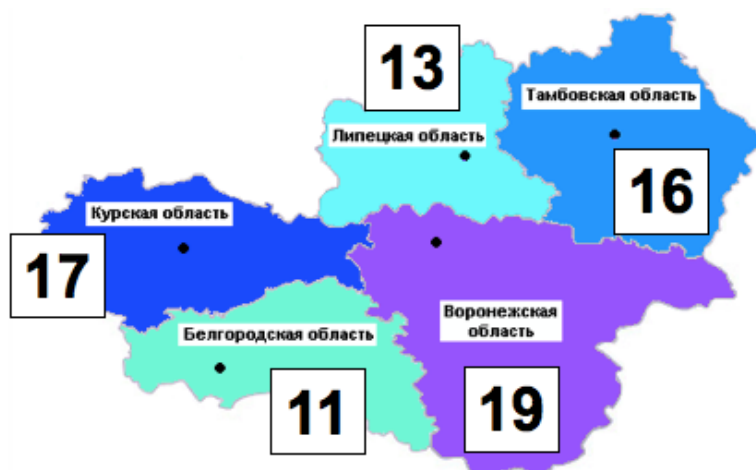 13
Тамбовская область
Липецкая область
16
Курская область
17
Воронежская
область
Белгородская область
11
19